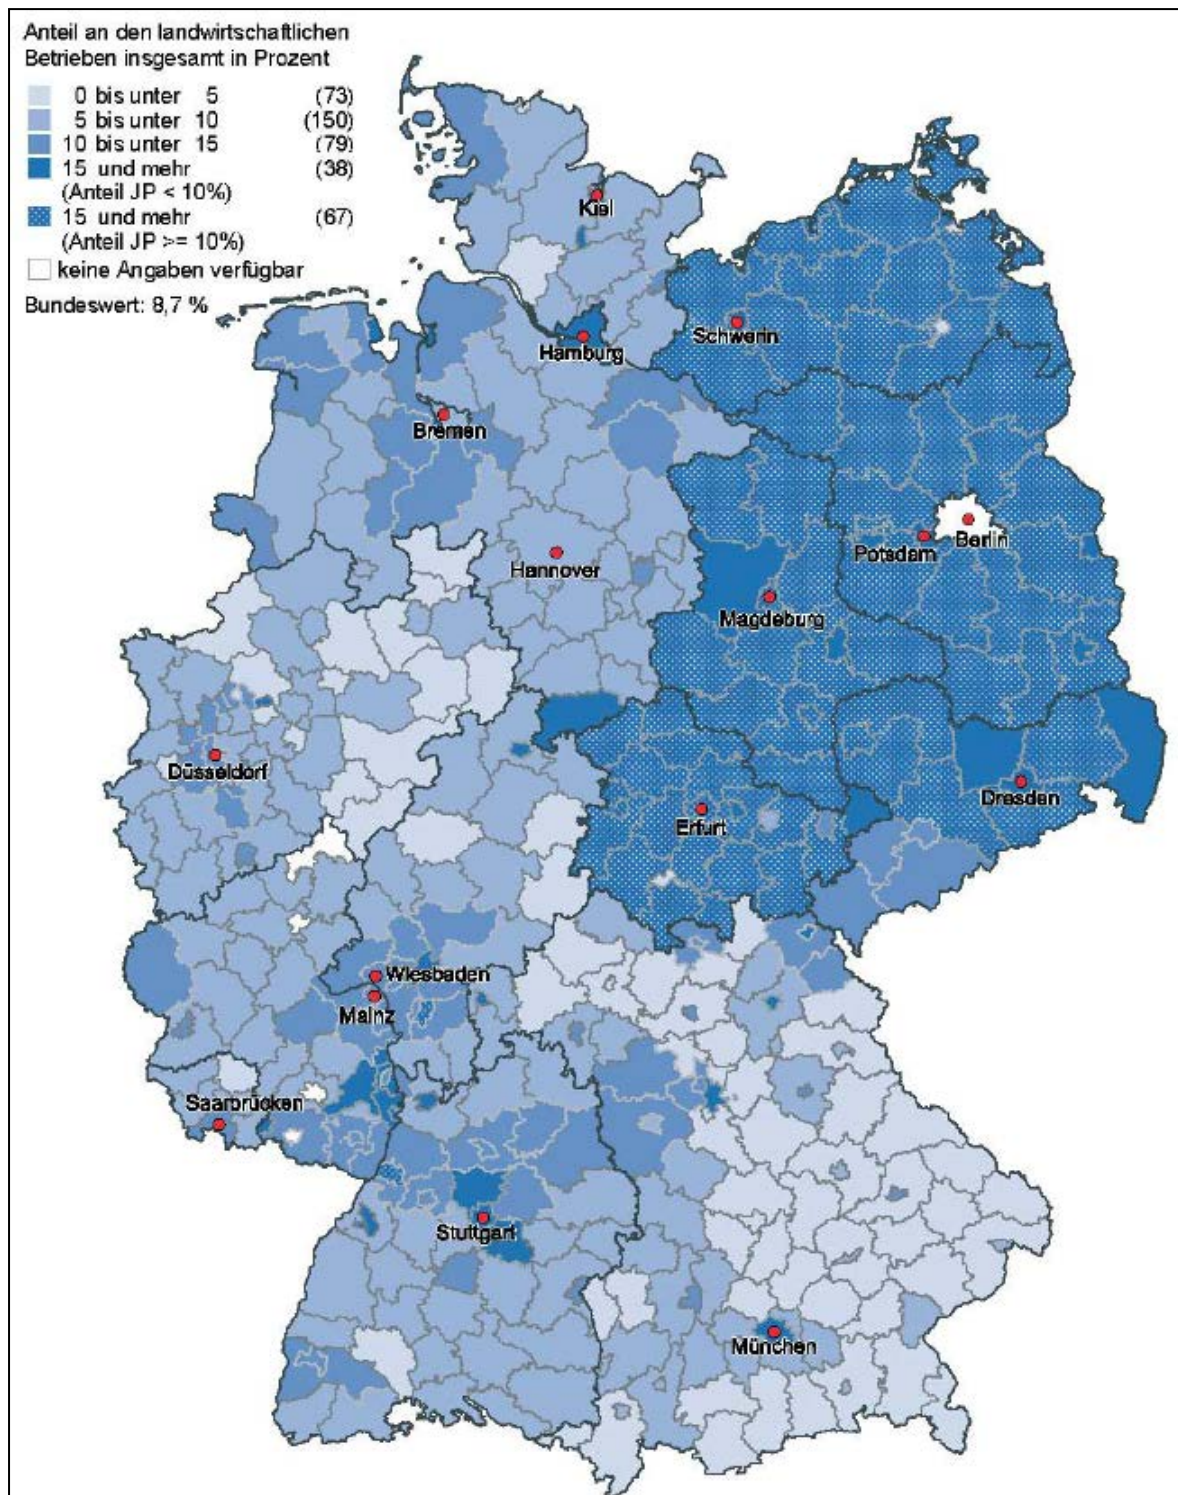 Anteil an den landwirtschaftlichen
Betrieben insgesamt in Prozent
0 bis unter 5 (73)
5 bis unter 10 (150)
10 bis unter 15 (79)
15 und mehr (38)
(Anteil JP < 10%)
15 und mehr (67)
(Anteil JP >= 10%)
keine Angaben verfügbar
Bundeswert: 8,7 %
Kiel
Schwerin
Hamburg
Bremen
Berlin
Potsdam
Hannover
Magdeburg
Düsseldorf
Dresden
Erfurt
Wiesbaden
Mainz
Saarbrücken
Stuttgart
München